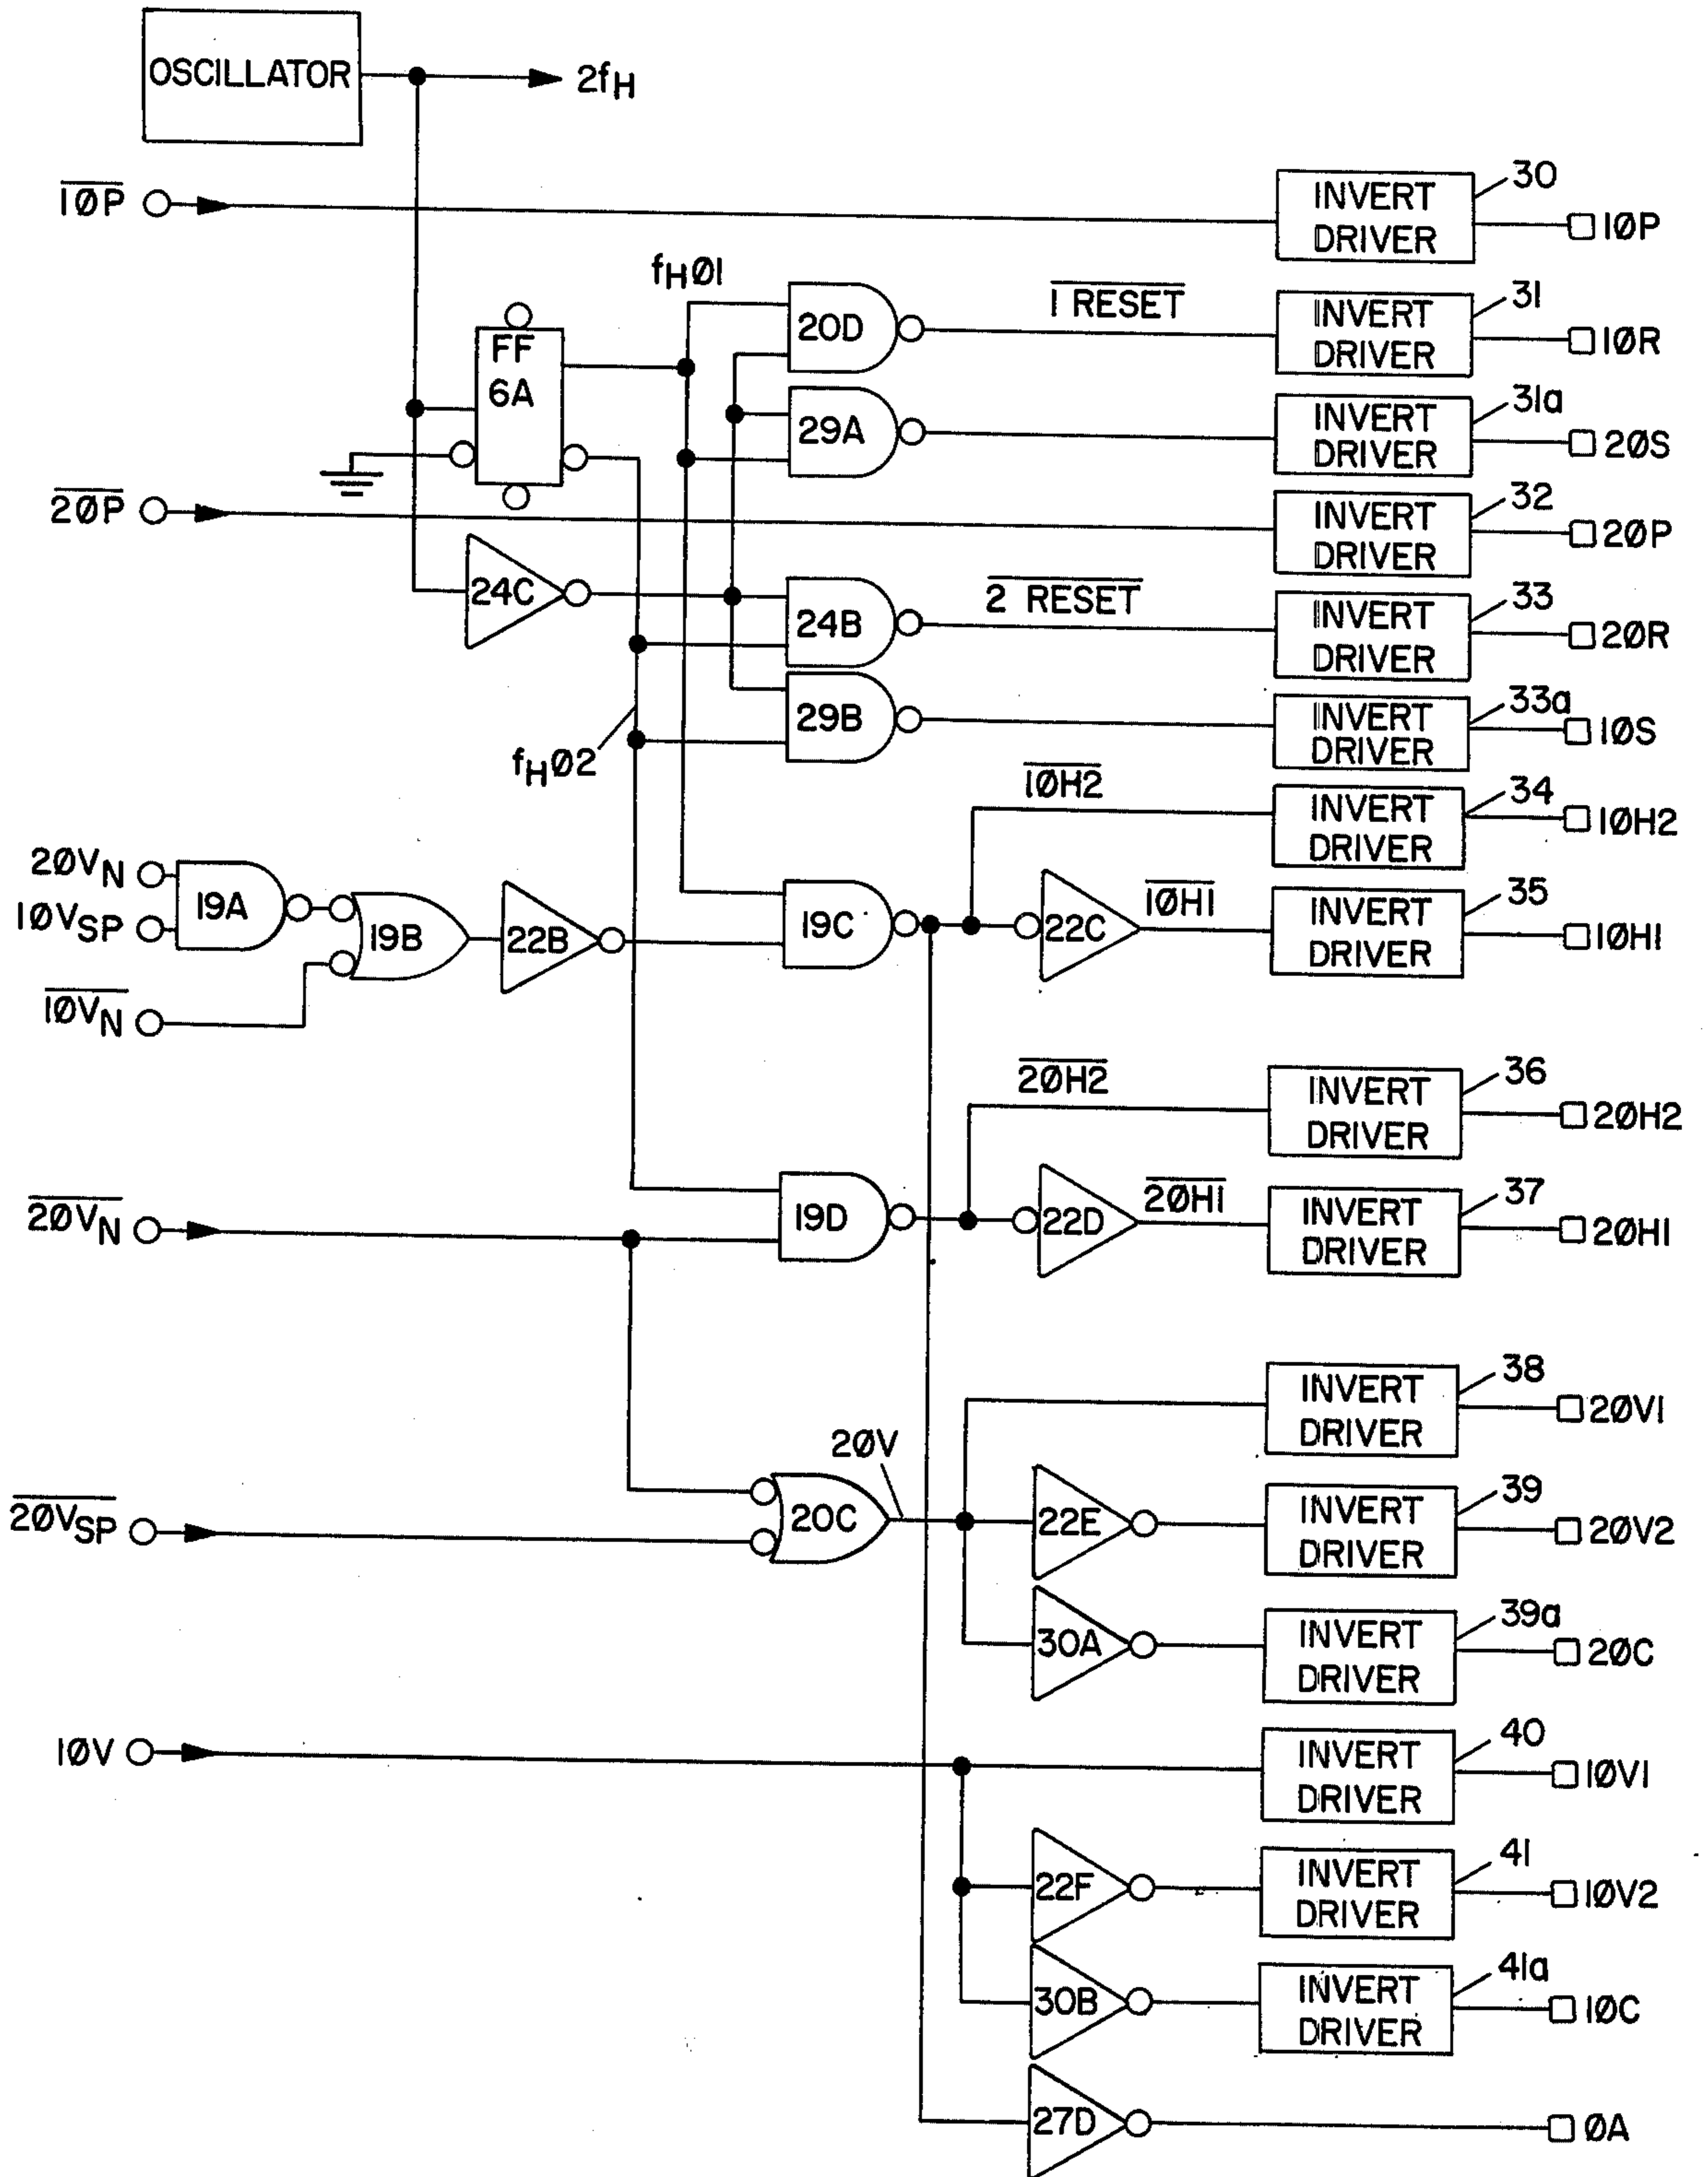 OSCILLATOR
2fH
1ØP
INVERT DRIVER
30
1ØP
fHØ1
20D
1 RESET
INVERT DRIVER
31
1ØR
FF
6A
29A
INVERT DRIVER
31a
2ØS
2ØP
INVERT DRIVER
32
2ØP
24C
24B
2 RESET
INVERT DRIVER
33
2ØR
29B
INVERT DRIVER
33a
1ØS
fHØ2
1ØH2
INVERT DRIVER
34
1ØH2
2ØVN
1ØVSP
19A
19B
22B
19C
22C
1ØH1
INVERT DRIVER
35
1ØH1
1ØVN
2ØH2
INVERT DRIVER
36
2ØH2
2ØVN
19D
22D
2ØH1
INVERT DRIVER
37
2ØH1
INVERT DRIVER
38
2ØV1
2ØV
2ØVSP
20C
22E
INVERT DRIVER
39
2ØV2
30A
INVERT DRIVER
39a
2ØC
1ØV
INVERT DRIVER
40
1ØV1
22F
INVERT DRIVER
41
1ØV2
30B
INVERT DRIVER
41a
1ØC
27D
ØA